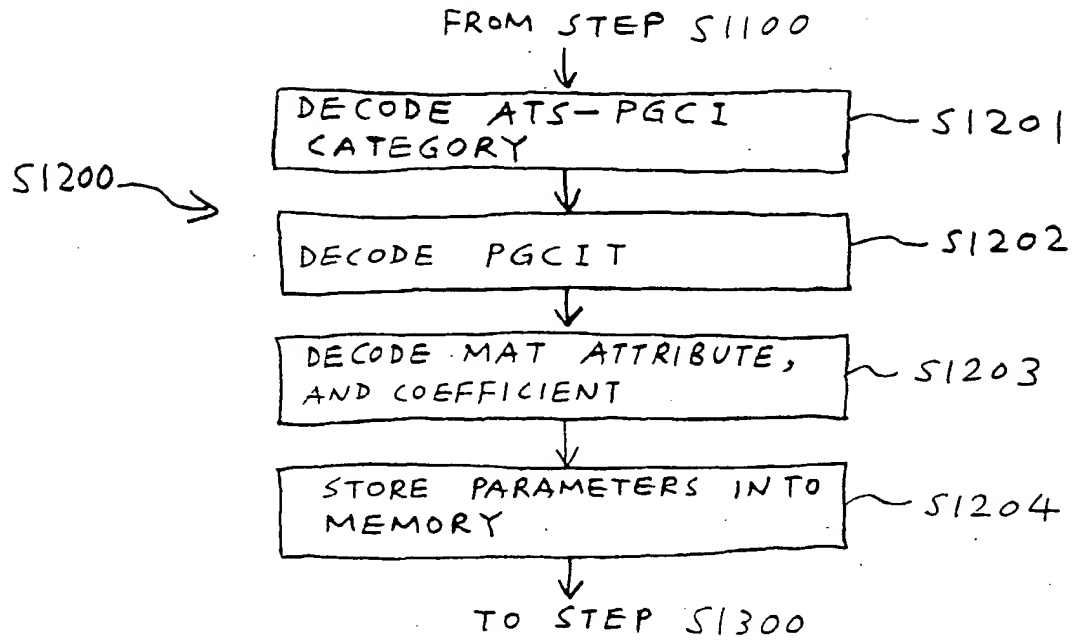 FROM STEP S1100
DECODE ATS-PGCI
CATEGORY
S1201
S1200
DECODE PGCIT
S1202
DECODE MAT ATTRIBUTE,
AND COEFFICIENT
S1203
STORE PARAMETERS INTO
MEMORY
S1204
TO STEP S1300